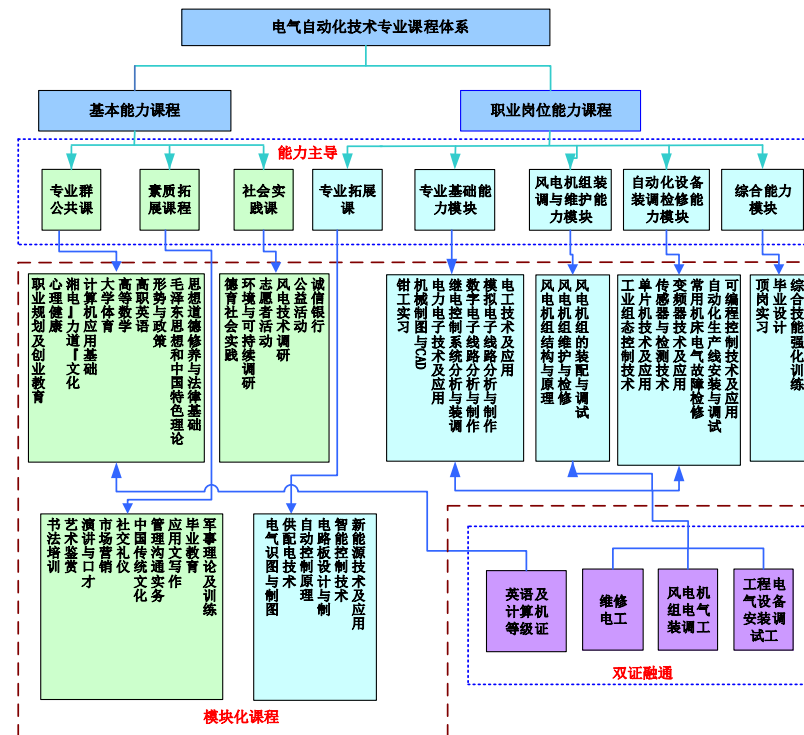 电气自动化技术专业课程体系
基本能力课程
职业岗位能力课程
能力主导
专业群
公共课
素质拓
展课程
社会实
践课
专业拓展
课
专业基础能
力模块
风电机组装
调与维护能
力模块
自动化设备
装调检修能
力模块
综合能力
模块
思想道德修养与法律基础
毛泽东思想和中国特色理论
形势与政策
高职英语
高等数学
大学体育
计算机应用基础
湘电『力道』文化
心理健康
职业规划及创业教育
诚信银行
公益活动
风电技术调研
志愿者活动
环境与可持续调研
德育社会实践
电工技术及应用
模拟电子线路分析与制作
数字电子线路分析与制作
继电控制系统分析与装调
电力电子技术及应用
机械制图与CAD
钳工实习
风电机组的装配与调试
风电机组维护与检修
风电机组结构与原理
可编程控制技术及应用
自动化生产线安装与调试
常用机床电气故障检修
变频器技术及应用
传感器与检测技术
单片机技术及应用
工业组态控制技术
综合技能强化训练
毕业设计
顶岗实习
军事理论及训练
毕业教育
应用文写作
管理沟通实务
中国传统文化
社交礼仪
市场营销
演讲与口才
艺术鉴赏
书法培训
新能源技术及应用
智能控制技术
电路板设计与制
自动控制原理
供配电技术
电气识图与制图
英语及
计算机
等级证
维修
电工
风电机
组电气
装调工
工程电
气设备
安装调
试工
双证融通
模块化课程